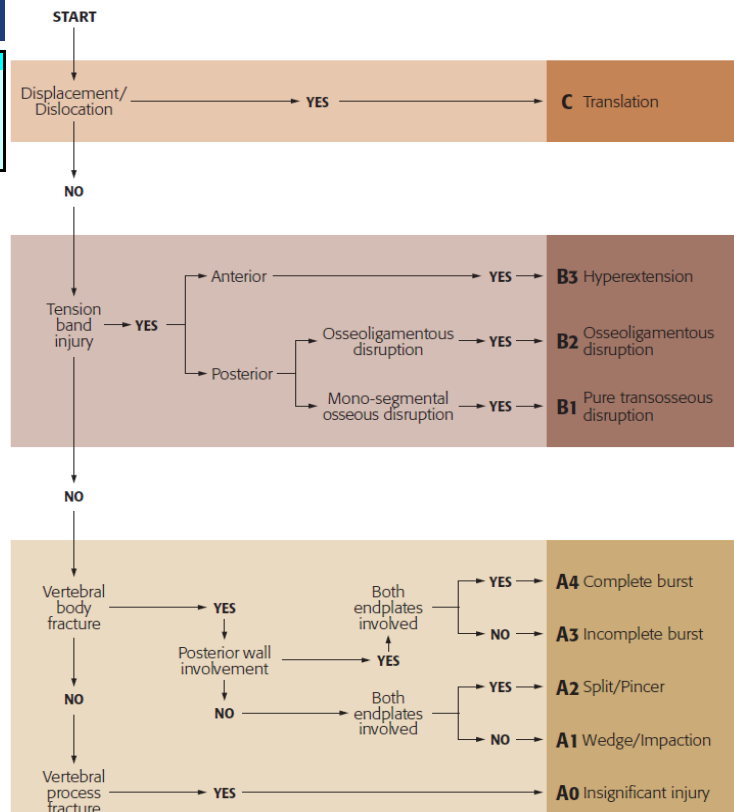 START
Displacement/
Dislocation
YES
C Translation
NO
Anterior
YES
B3 Hyperextension
Tension
band
injury
YES
Osseoligamentous
disruption
YES
B2 Osseoligamentous
disruption
Posterior
Mono-segmental
osseous disruption
YES
B1 Pure transosseous
disruption
NO
Vertebral
body
fracture
YES
Both
endplates
involved
YES
A4 Complete burst
NO
A3 Incomplete burst
Posterior wall
involvement
YES
NO
NO
Both
endplates
involved
YES
A2 Split/Pincer
NO
A1 Wedge/Impaction
Vertebral
process
fracture
YES
A0 Insignificant injury